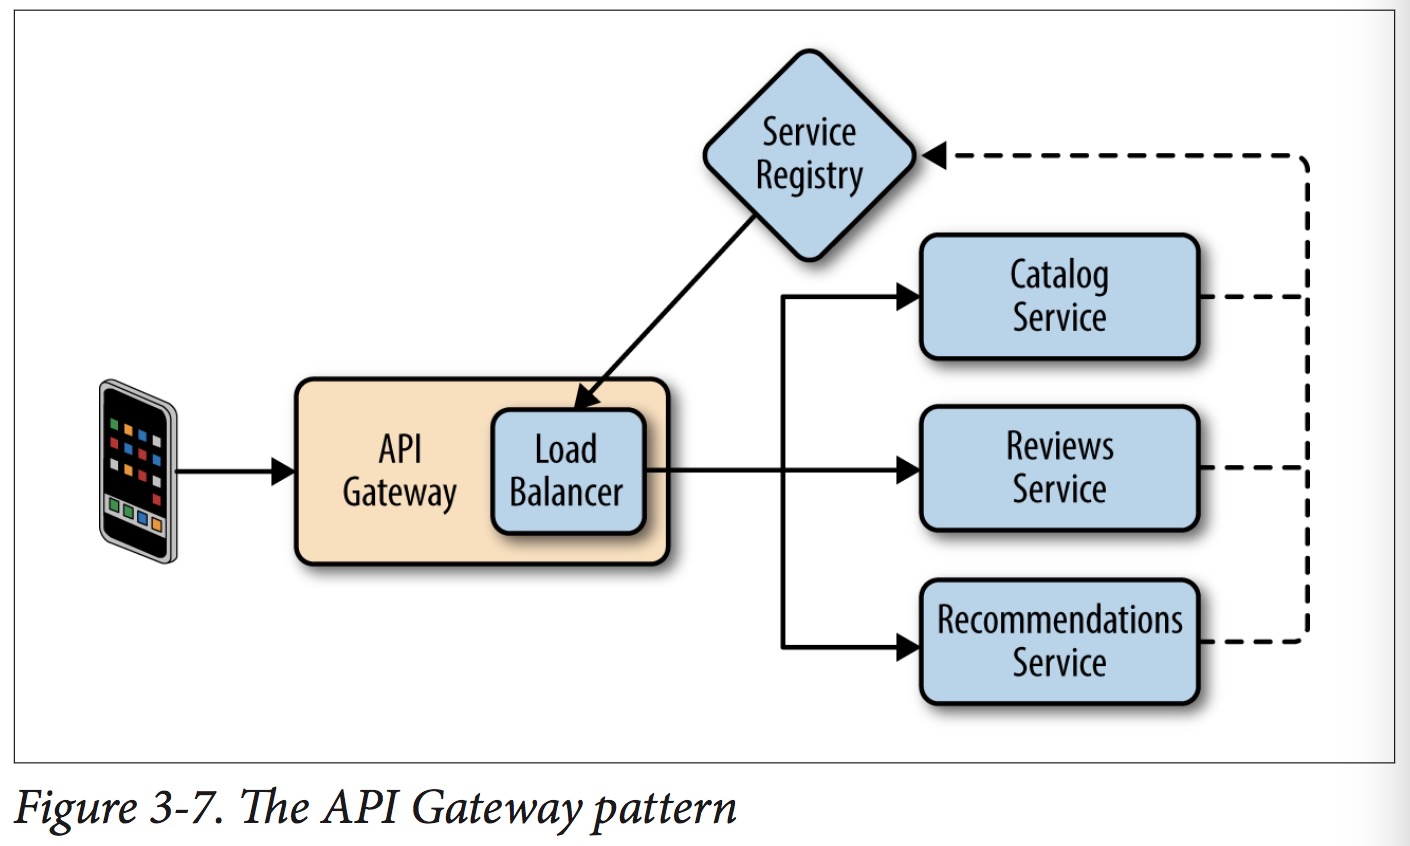 Service
Registry
Catalog
Service
API
Gateway
Load
Balancer
Reviews
Service
Recommendations
Service
Figure 3-7. The API Gateway pattern